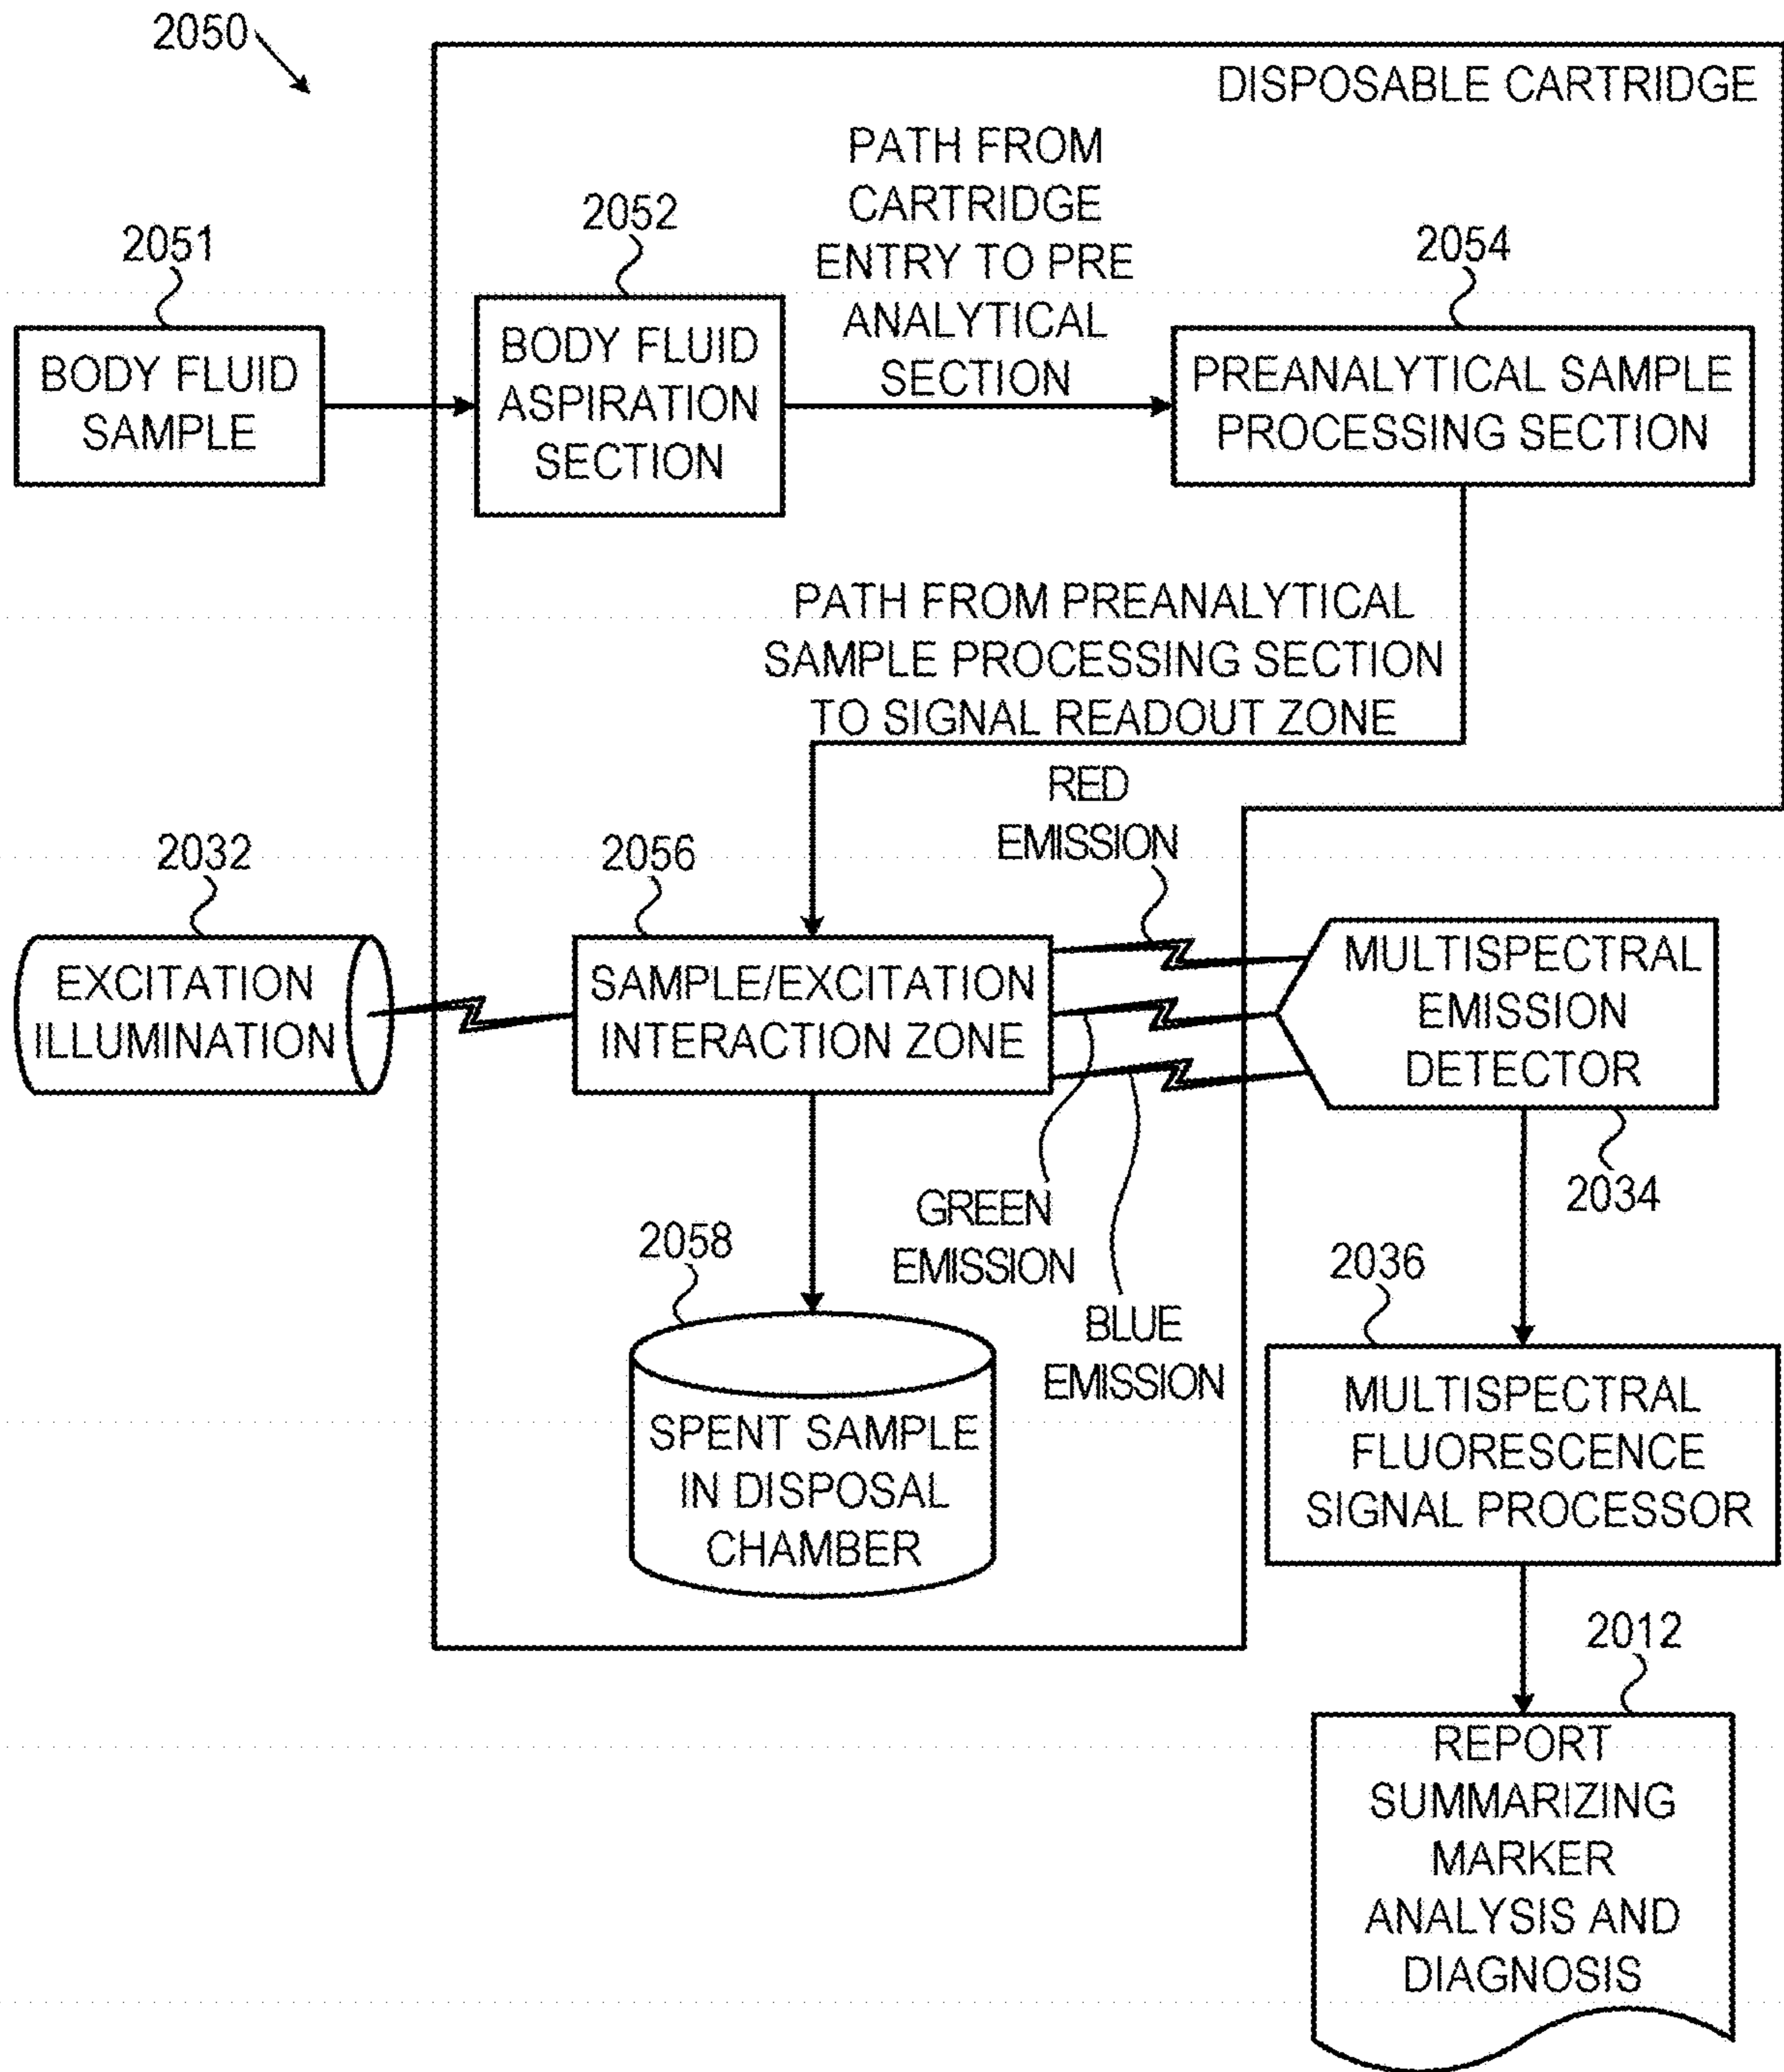 2050
DISPOSABLE CARTRIDGE
PATH FROM
CARTRIDGE
ENTRY TO PRE
ANALYTICAL
SECTION
2051
BODY FLUID
SAMPLE
2052
BODY FLUID
ASPIRATION
SECTION
2054
PREANALYTICAL SAMPLE
PROCESSING SECTION
PATH FROM PREANALYTICAL
SAMPLE PROCESSING SECTION
TO SIGNAL READOUT ZONE
RED
EMISSION
2032
EXCITATION
ILLUMINATION
2056
SAMPLE/EXCITATION
INTERACTION ZONE
MULTISPECTRAL
EMISSION
DETECTOR
2034
GREEN
EMISSION
BLUE
EMISSION
2058
SPENT SAMPLE
IN DISPOSAL
CHAMBER
2036
MULTISPECTRAL
FLUORESCENCE
SIGNAL PROCESSOR
2012
REPORT
SUMMARIZING
MARKER
ANALYSIS AND
DIAGNOSIS